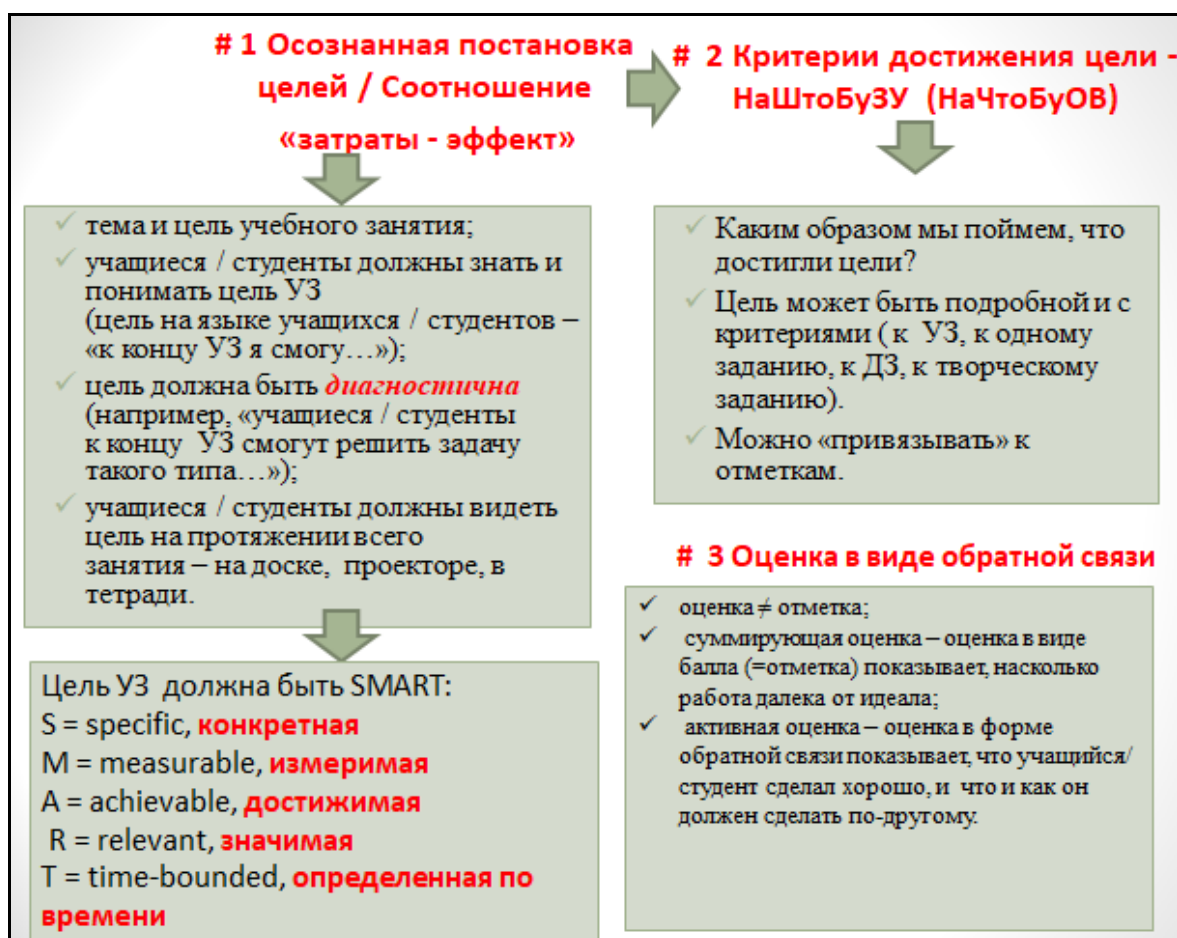 # 1 Осознанная постановка
целей / Соотношение
«затраты - эффект»
тема и цель учебного занятия;
учащиеся / студенты должны знать и
понимать цель УЗ
(цель на языке учащихся / студентов –
«к концу УЗ я смогу…»);
цель должна быть диагностична
(например, «учащиеся / студенты
к концу УЗ смогут решить задачу
такого типа…»);
учащиеся / студенты должны видеть
цель на протяжении всего
занятия – на доске, проекторе, в
тетради.
Цель УЗ должна быть SMART:
S = specific, конкретная
M = measurable, измеримая
A = achievable, достижимая
R = relevant, значимая
T = time-bounded, определенная по
времени
# 2 Критерии достижения цели -
НаШтоБуЗУ (НаЧтоБуОВ)
Каким образом мы поймем, что
достигли цели?
Цель может быть подробной и с
критериями ( к УЗ, к одному
заданию, к ДЗ, к творческому
заданию).
Можно «привязывать» к
отметкам.
# 3 Оценка в виде обратной связи
оценка ≠ отметка;
суммирующая оценка – оценка в виде
балла (=отметка) показывает, насколько
работа далека от идеала;
активная оценка – оценка в форме
обратной связи показывает, что учащийся/
студент сделал хорошо, и что и как он
должен сделать по-другому.